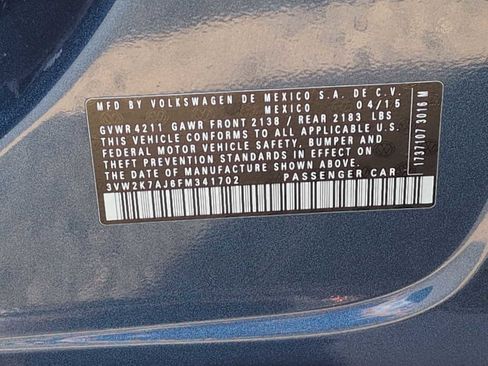 MFD BY VOLKSWAGEN DE MEXICO S.A. DE C.V.
MEXICO 04/15
GVWR 4211 GAWR FRONT 2138 / REAR 2183 LBS
THIS VEHICLE CONFORMS TO ALL APPLICABLE U.S.
FEDERAL MOTOR VEHICLE SAFETY, BUMPER AND
THEFT PREVENTION STANDARDS IN EFFECT ON
THE DATE OF MANUFACTURE SHOWN ABOVE.
3VW2K7AJ6FM341702 PASSENGER CAR
1737107 3016 M